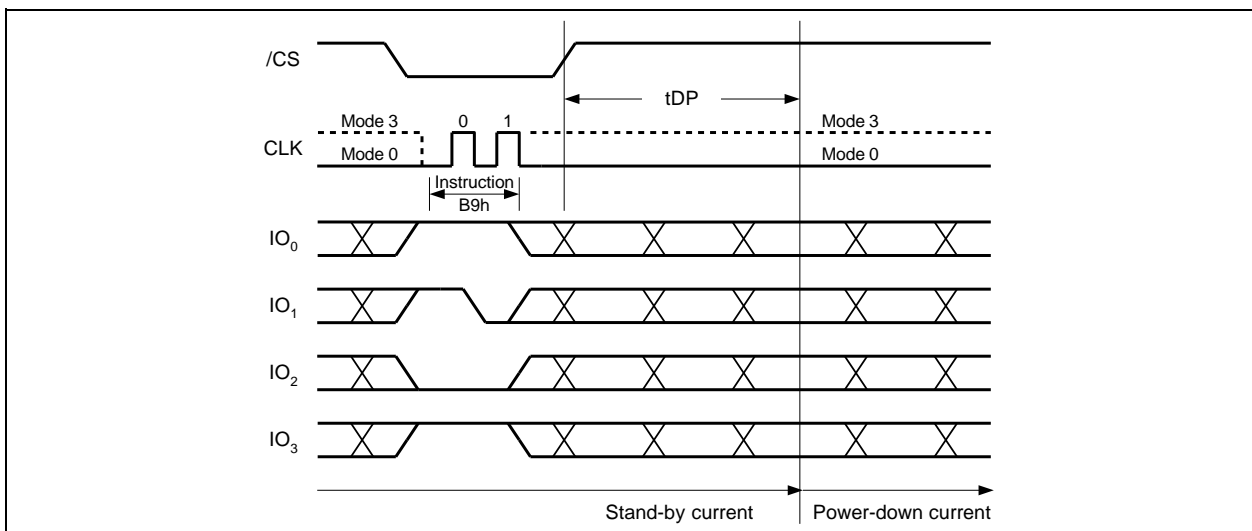 /CS
tDP
Mode 3 0 1 Mode 3
CLK
Mode 0 Mode 0
Instruction
B9h
IO0
IO1
IO2
IO3
Stand-by current Power-down current